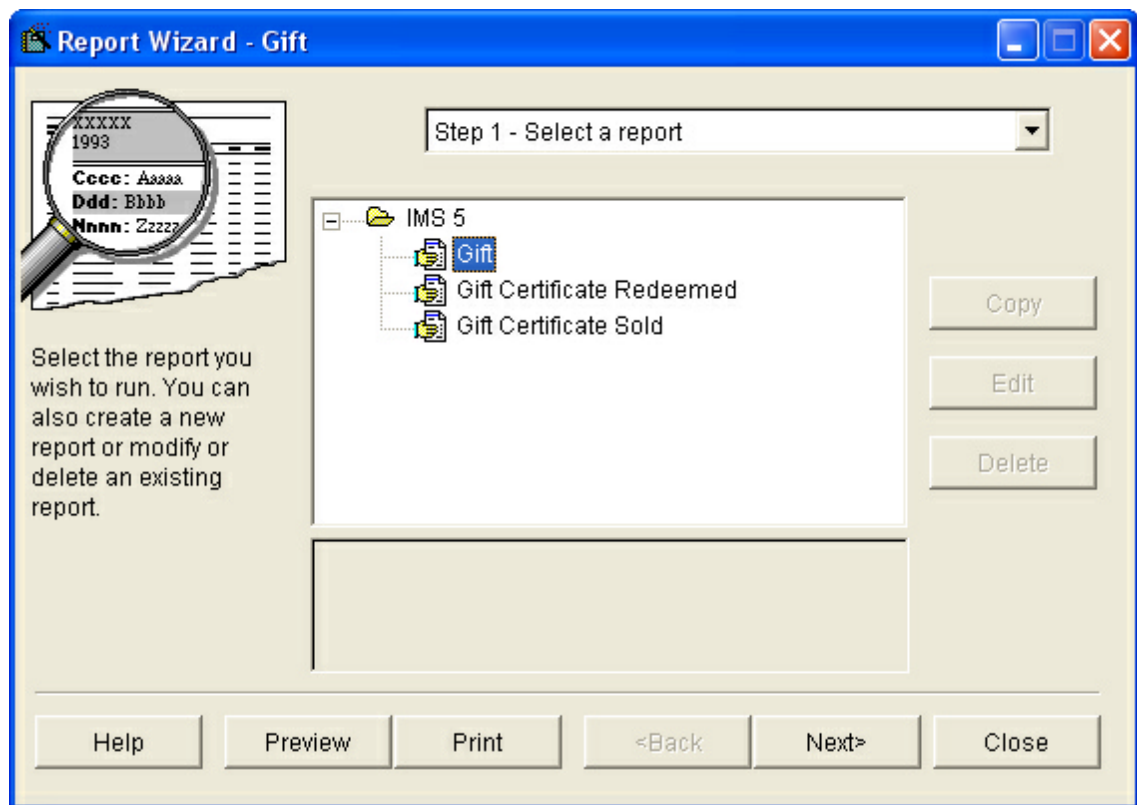 Report Wizard - Gift
XXXXX
1993
Cccc: Aaaaa
Ddd: Bbbb
Nnnn: Zzzzz
Step 1 - Select a report
IMS 5
Gift
Gift Certificate Redeemed
Gift Certificate Sold
Select the report you
wish to run. You can
also create a new
report or modify or
delete an existing
report.
Copy
Edit
Delete
Help
Preview
Print
<Back
Next>
Close